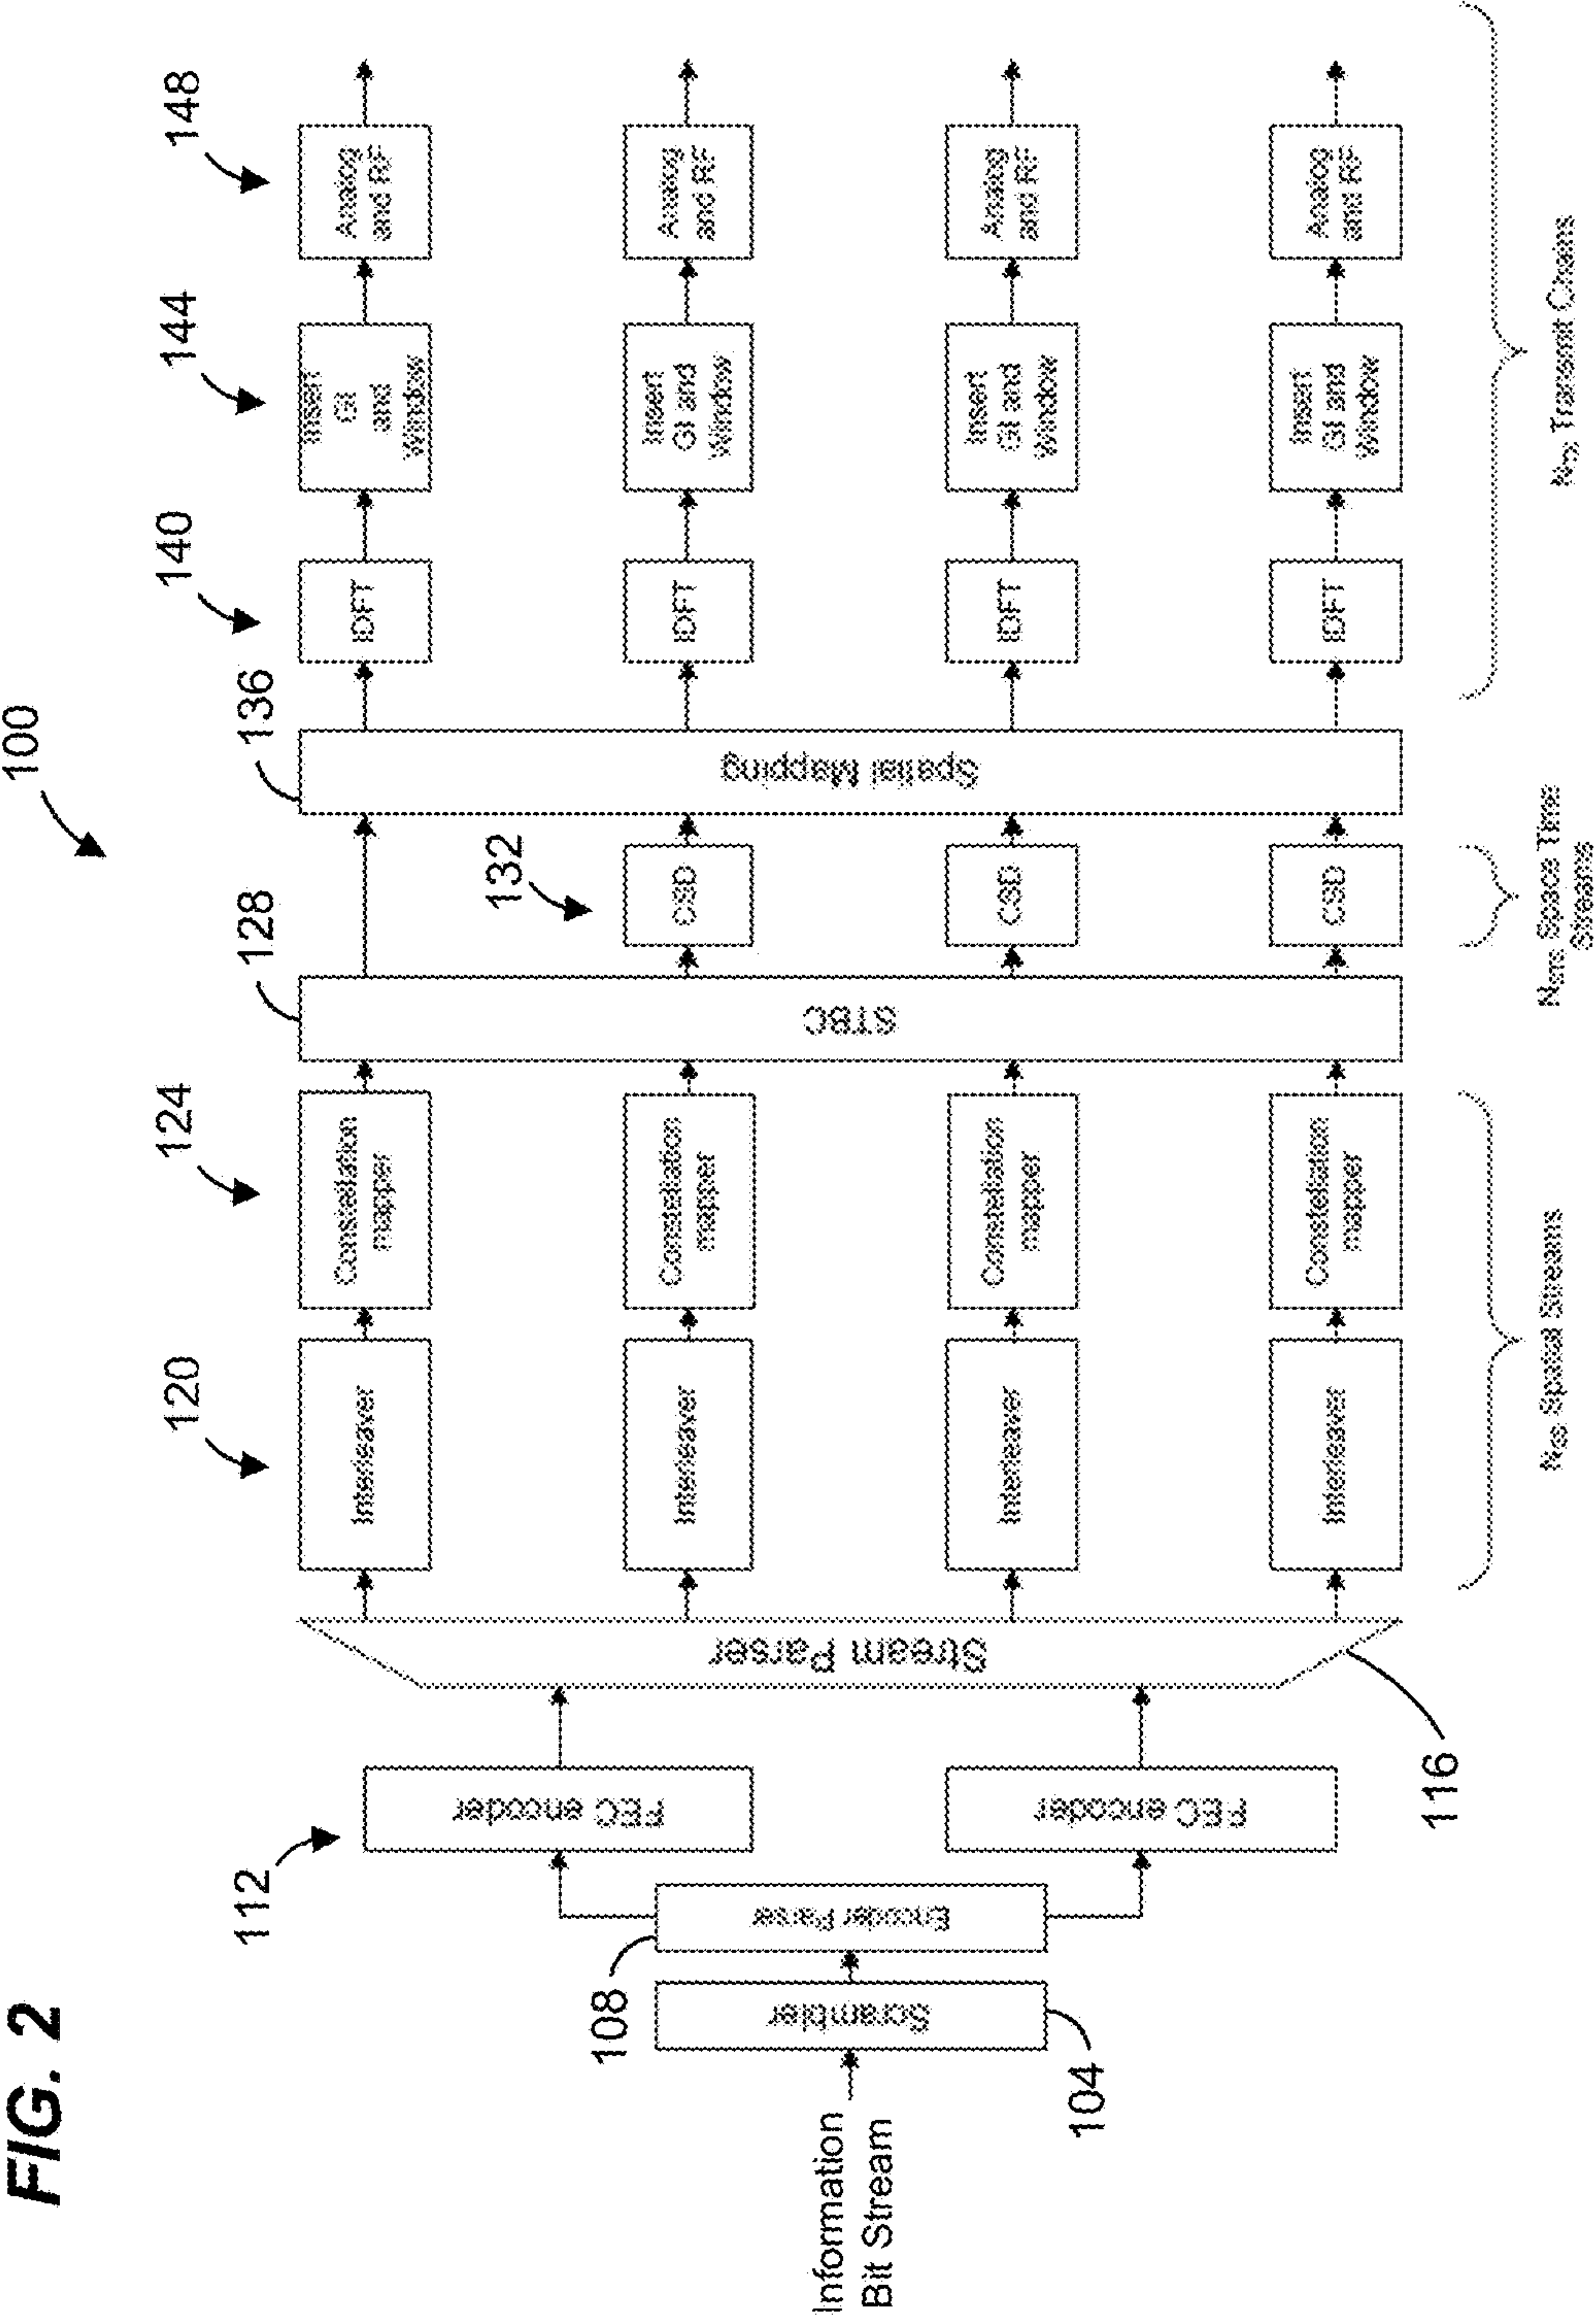 FIG. 2
100
Information
Bit Stream
104
Scrambler
108
Encoder Parser
112
FEC encoder
FEC encoder
116
Stream Parser
120
Interleaver
Interleaver
Interleaver
Interleaver
124
Constellation
mapper
Constellation
mapper
Constellation
mapper
Constellation
mapper
NSS Spatial Streams
128
STBC
132
CSD
CSD
CSD
NSTS Space Time
Streams
136
Spatial Mapping
140
IDFT
IDFT
IDFT
IDFT
144
Insert
GI
and
Window
Insert
GI and
Window
Insert
GI and
Window
Insert
GI and
Window
148
Analog
and RF
Analog
and RF
Analog
and RF
Analog
and RF
Transmit Chains